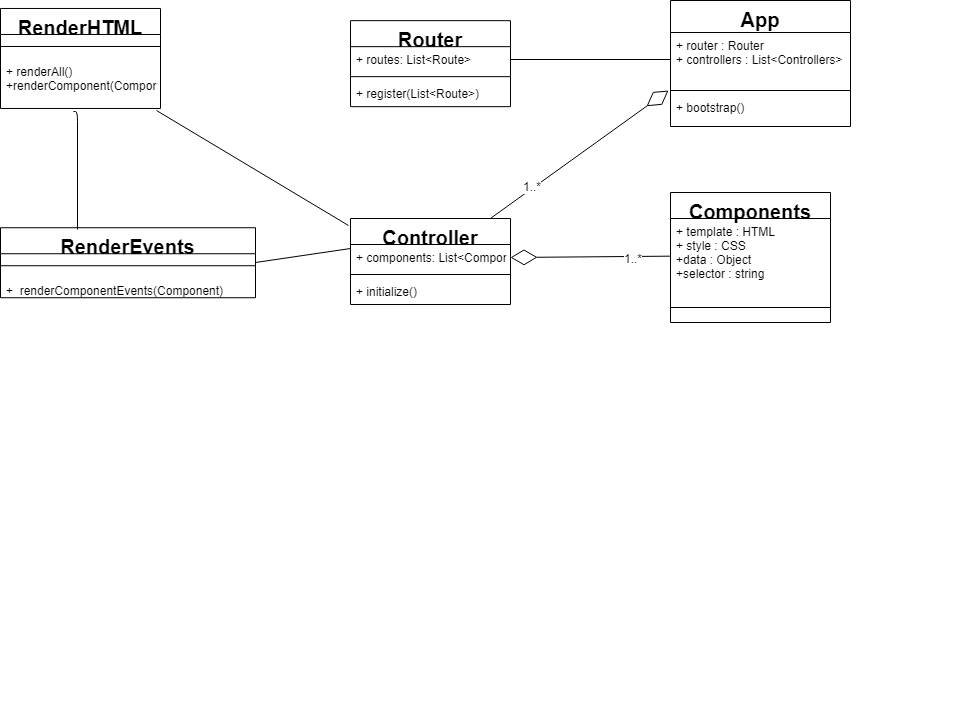 RenderHTML
+ renderAll()
+renderComponent(Compor
Router
+ routes: List<Route>
+ register(List<Route>)
App
+ router : Router
+ controllers : List<Controllers>
+ bootstrap()
1..*
RenderEvents
+ renderComponentEvents(Component)
Controller
+ components: List<Compor
+ initialize()
1..*
Components
+ template : HTML
+ style : CSS
+data : Object
+selector : string